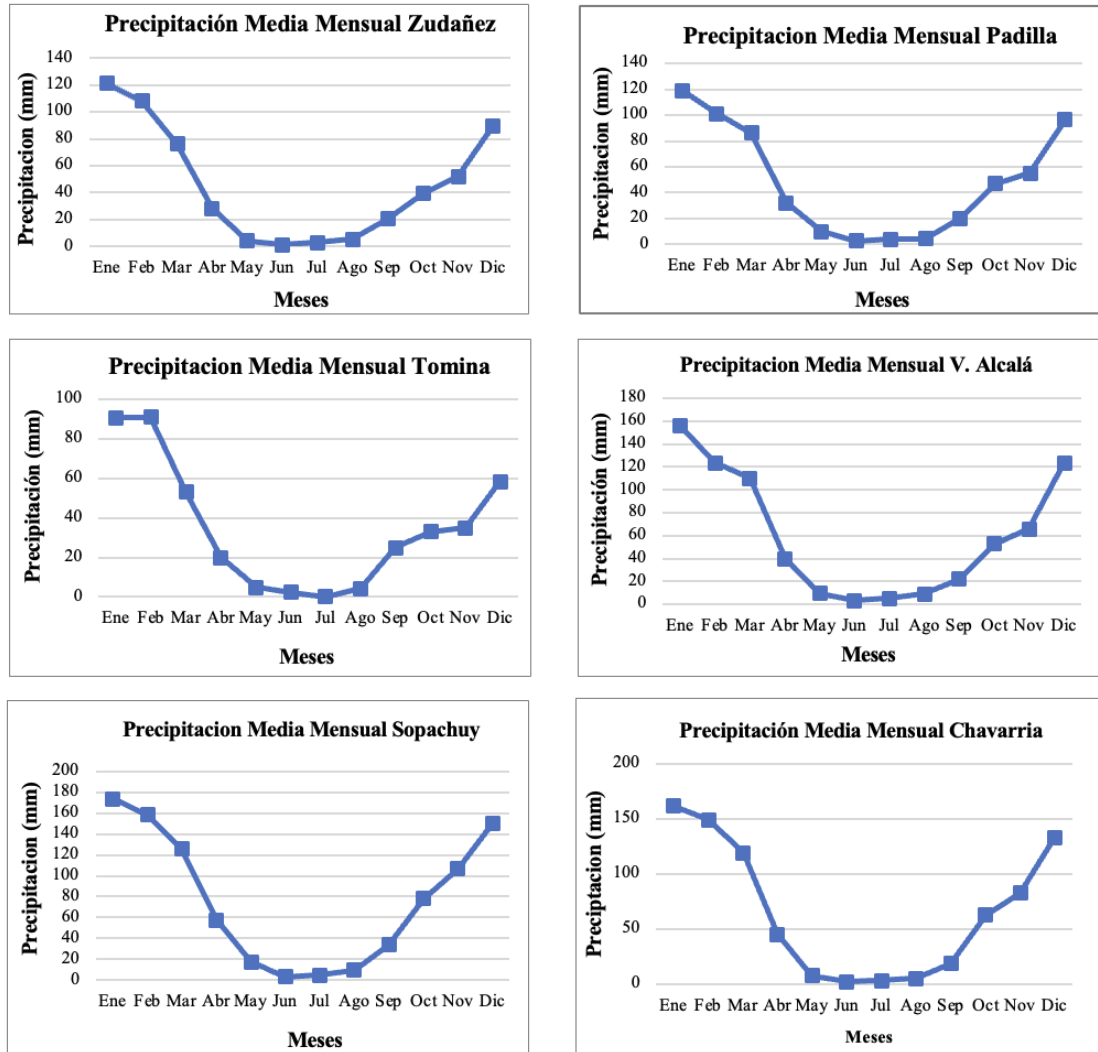 Precipitación Media Mensual Zudañez
Precipitacion (mm)
140
120
100
80
60
40
20
0
Ene Feb Mar Abr May Jun Jul Ago Sep Oct Nov Dic
Meses
Precipitacion Media Mensual Padilla
Precipitacion (mm)
140
120
100
80
60
40
20
0
Ene Feb Mar Abr May Jun Jul Ago Sep Oct Nov Dic
Meses
Precipitacion Media Mensual Tomina
Precipitación (mm)
100
80
60
40
20
0
Ene Feb Mar Abr May Jun Jul Ago Sep Oct Nov Dic
Meses
Precipitacion Media Mensual V. Alcalá
Precipitación (mm)
180
160
140
120
100
80
60
40
20
0
Ene Feb Mar Abr May Jun Jul Ago Sep Oct Nov Dic
Meses
Precipitacion Media Mensual Sopachuy
Precipitacion (mm)
200
180
160
140
120
100
80
60
40
20
0
Ene Feb Mar Abr May Jun Jul Ago Sep Oct Nov Dic
Meses
Precipitación Media Mensual Chavarria
Preciptacion (mm)
200
150
100
50
0
Ene Feb Mar Abr May Jun Jul Ago Sep Oct Nov Dic
Meses